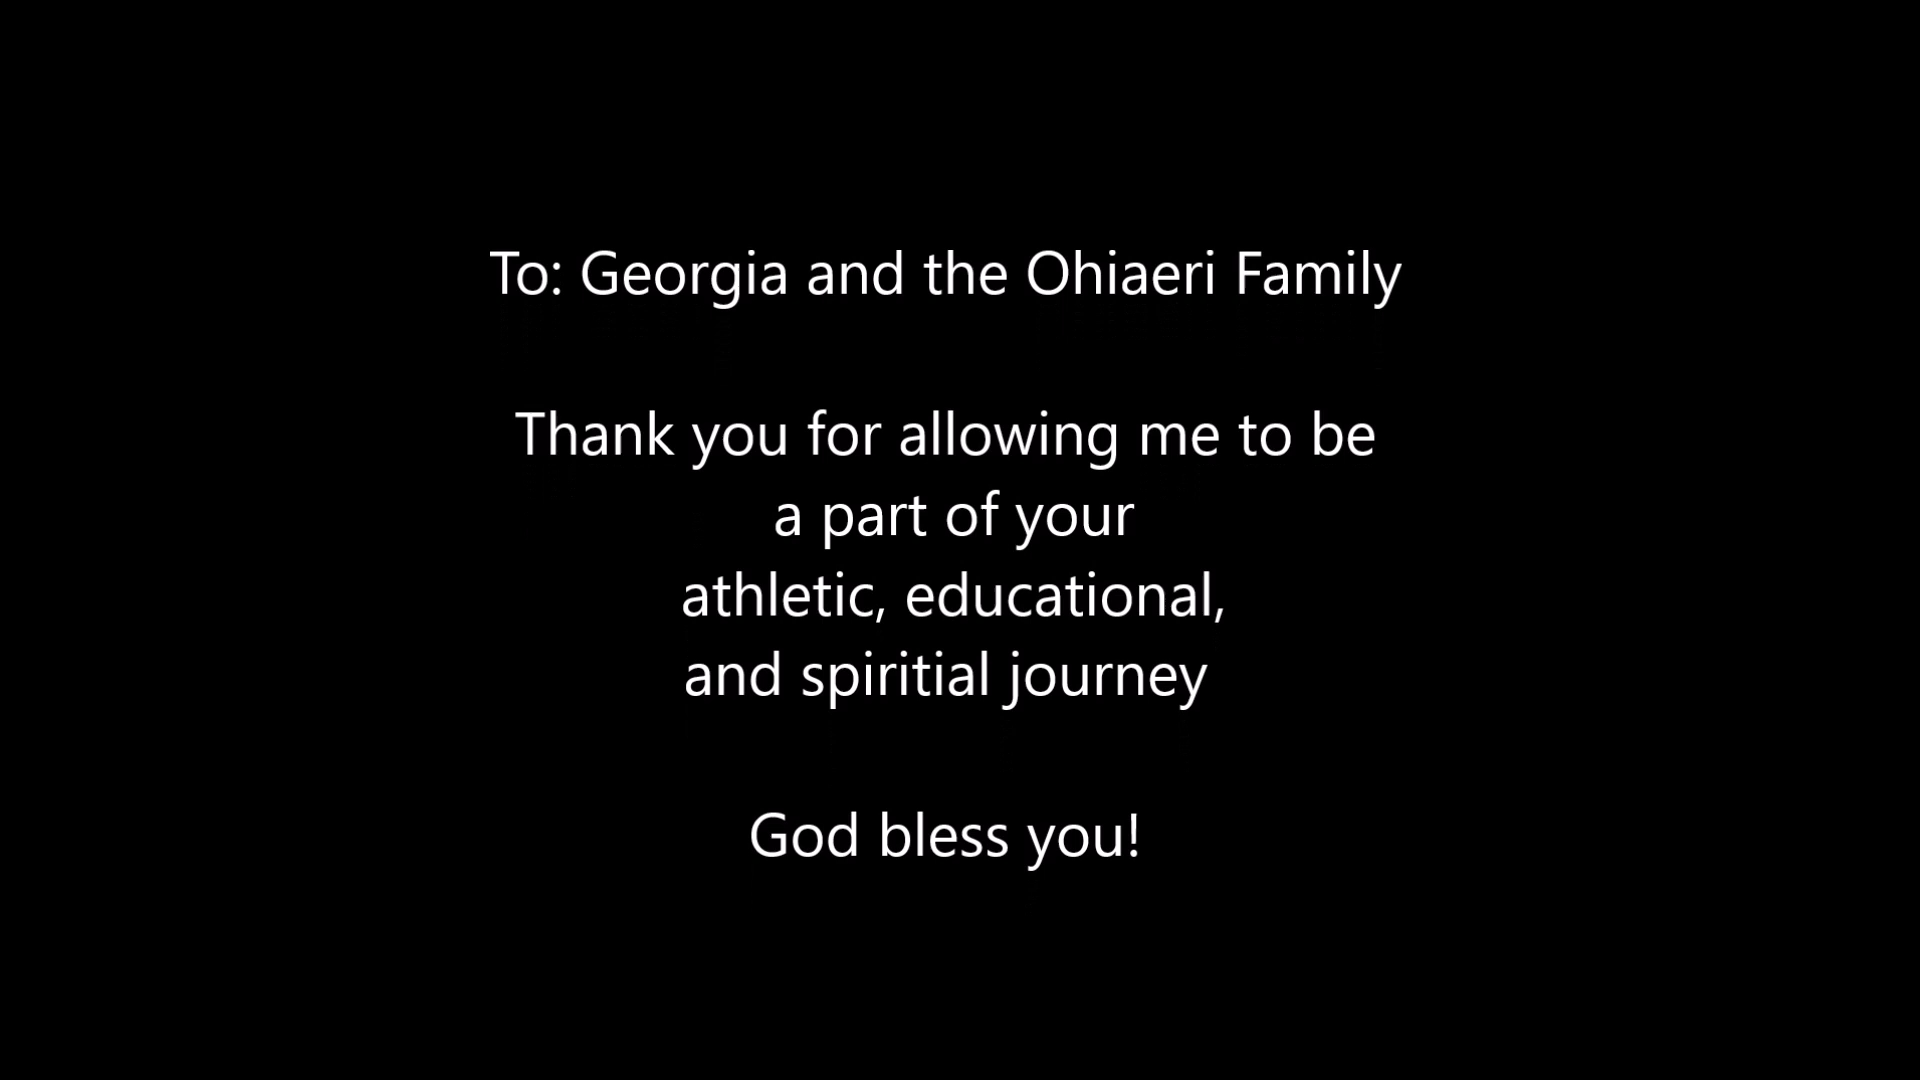 To: Georgia and the Ohiaeri Family
Thank you for allowing me to be
a part of your
athletic, educational,
and spiritial journey
God bless you!